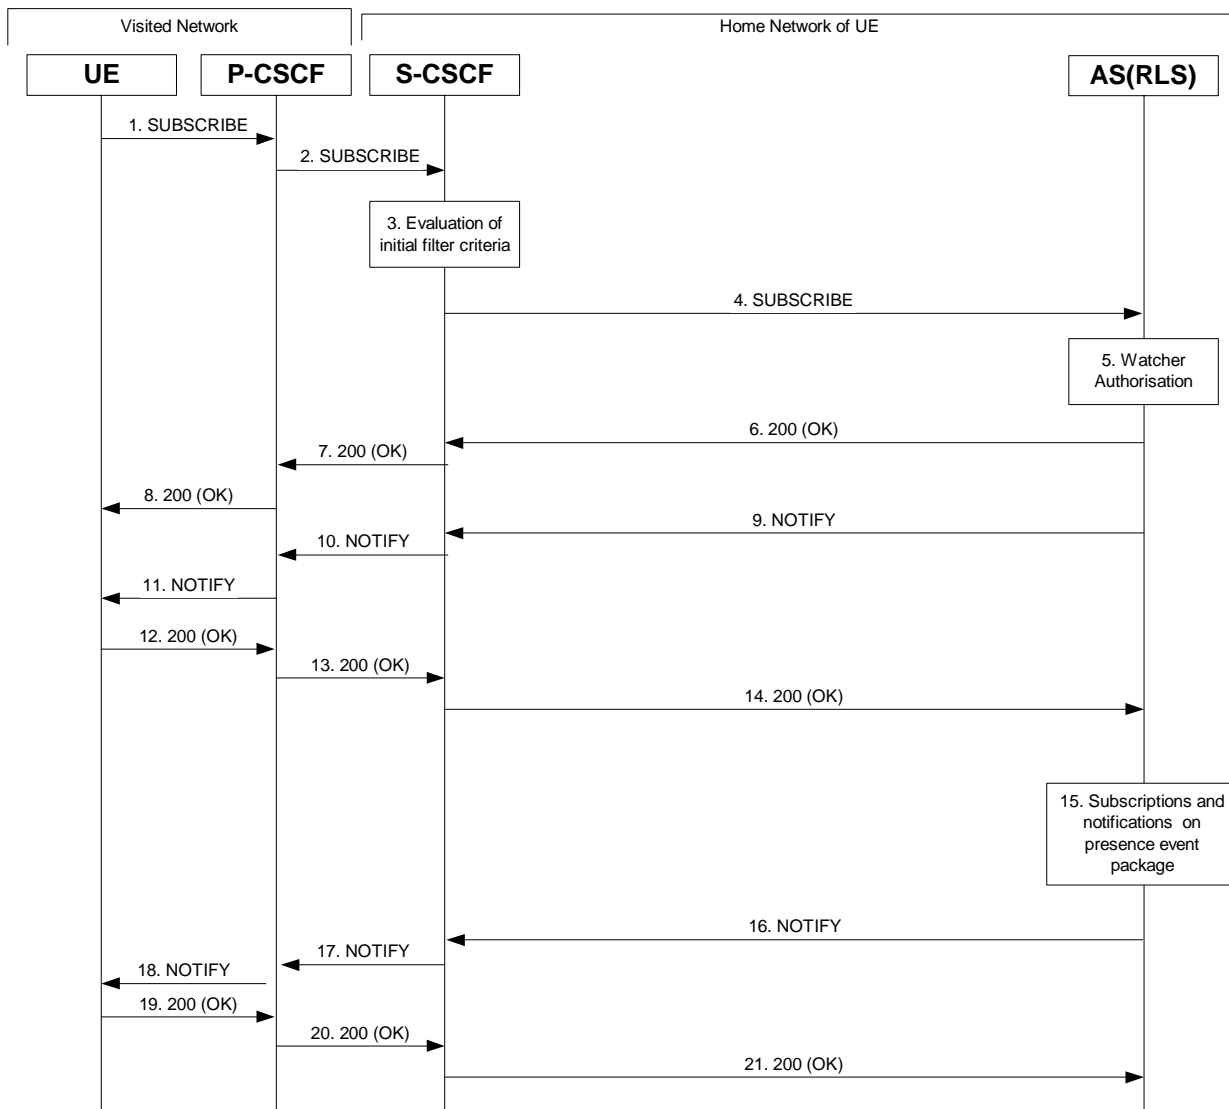 Visited Network
Home Network of UE
UE
P-CSCF
S-CSCF
AS(RLS)
1. SUBSCRIBE
2. SUBSCRIBE
3. Evaluation of
initial filter criteria
4. SUBSCRIBE
5. Watcher
Authorisation
6. 200 (OK)
7. 200 (OK)
8. 200 (OK)
9. NOTIFY
10. NOTIFY
11. NOTIFY
12. 200 (OK)
13. 200 (OK)
14. 200 (OK)
15. Subscriptions and
notifications on
presence event
package
16. NOTIFY
17. NOTIFY
18. NOTIFY
19. 200 (OK)
20. 200 (OK)
21. 200 (OK)